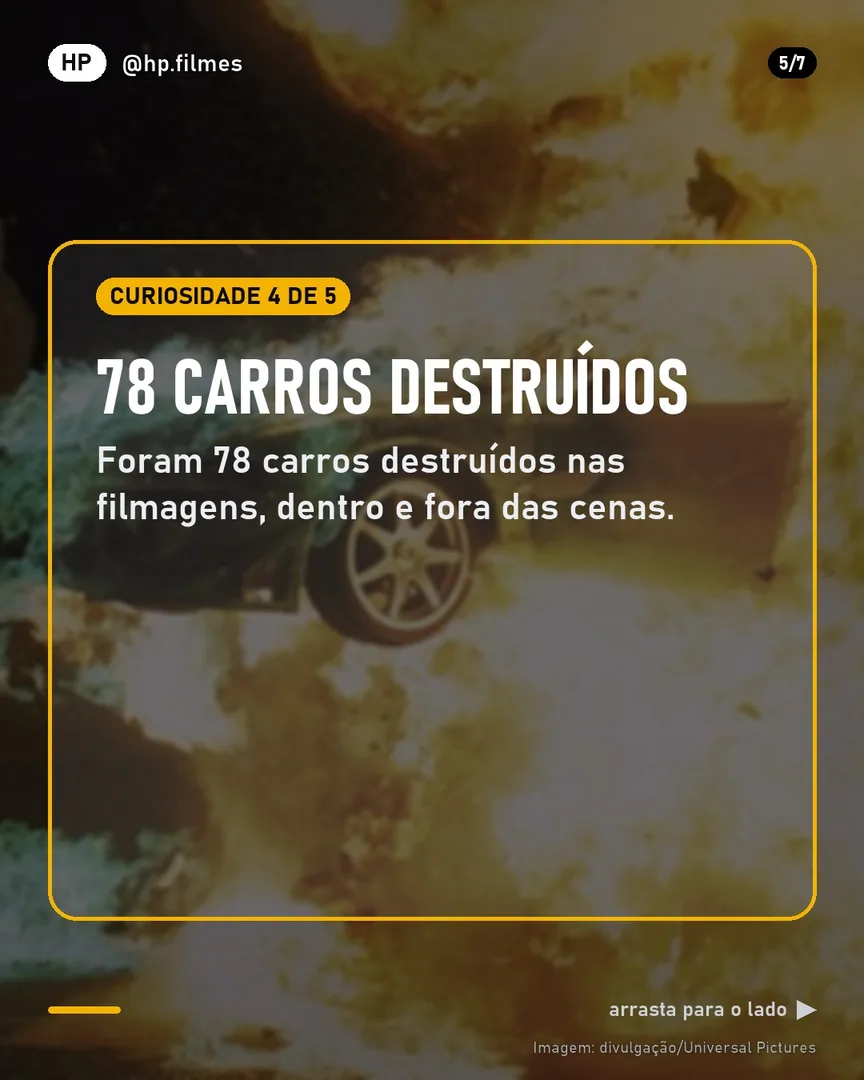 HP @hp.filmes 5/7
CURIOSIDADE 4 DE 5
78 CARROS DESTRUÍDOS
Foram 78 carros destruídos nas
filmagens, dentro e fora das cenas.
arrasta para o lado ▶
Imagem: divulgação/Universal Pictures